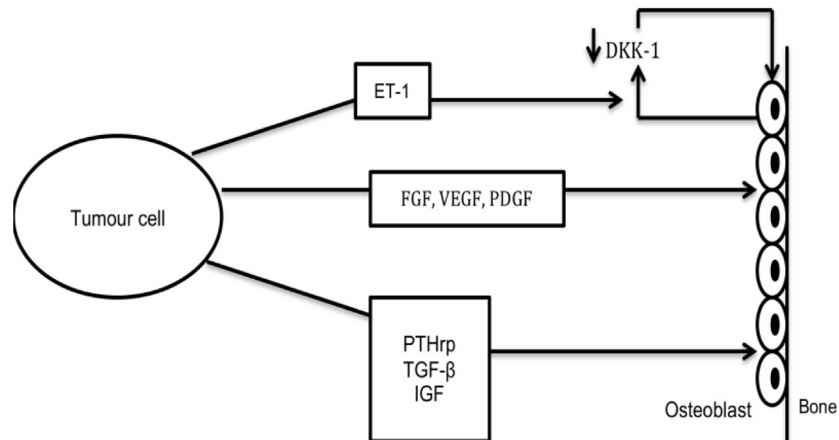 DKK-1
ET-1
FGF, VEGF, PDGF
Tumour cell
PTHrp
TGF-β
IGF
Osteoblast
Bone